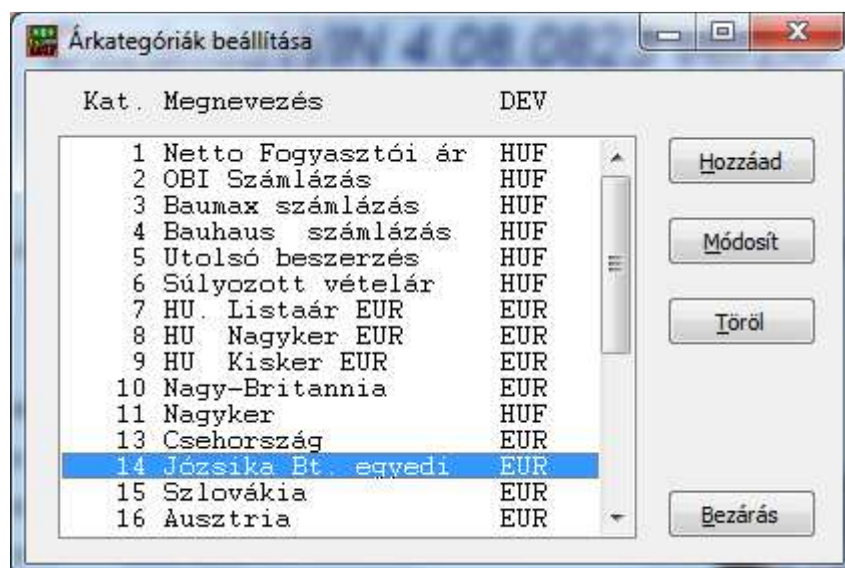 Árkategóriák beállítása
Kat. Megnevezés DEV
1 Netto Fogyasztói ár HUF
2 OBI Számlázás HUF
3 Baumax számlázás HUF
4 Bauhaus számlázás HUF
5 Utolsó beszerzés HUF
6 Súlyozott vételár HUF
7 HU. Listaár EUR EUR
8 HU Nagyker EUR EUR
9 HU Kisker EUR EUR
10 Nagy-Britannia EUR
11 Nagyker HUF
13 Csehország EUR
14 Józsika Bt. egyedi EUR
15 Szlovákia EUR
16 Ausztria EUR
Hozzáad
Módosít
Töröl
Bezárás